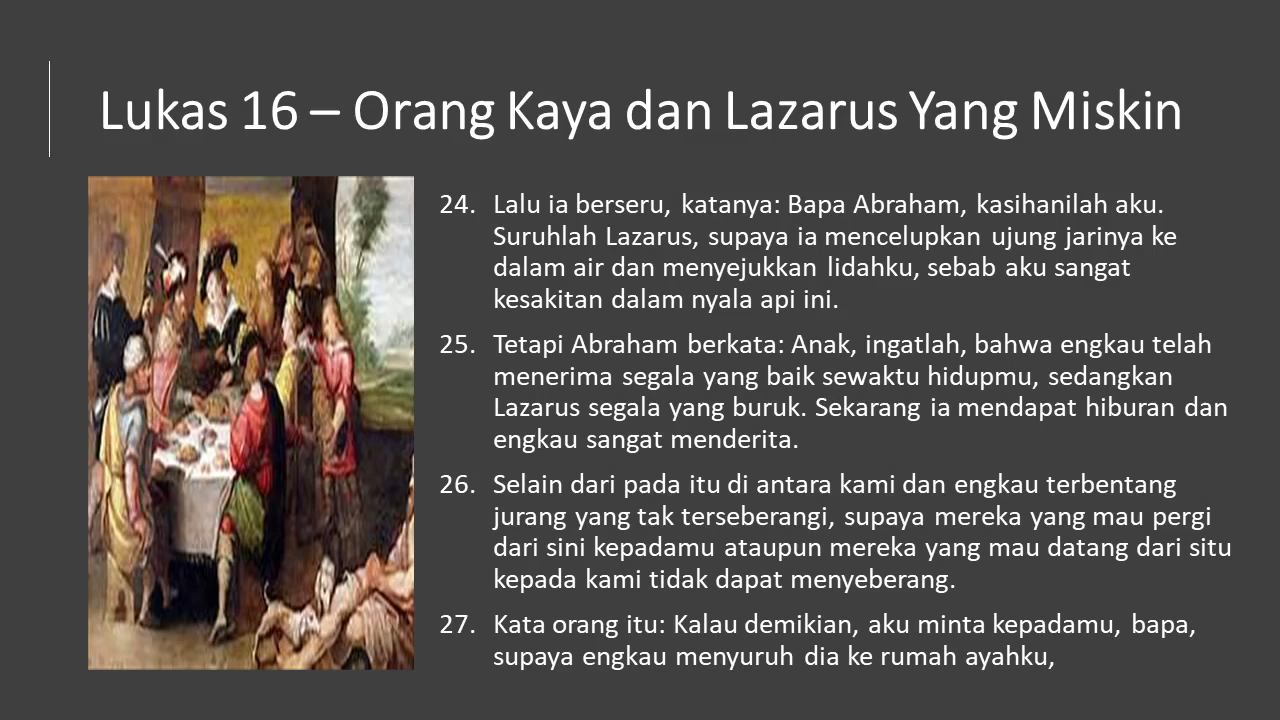 Lukas 16 – Orang Kaya dan Lazarus Yang Miskin
24. Lalu ia berseru, katanya: Bapa Abraham, kasihanilah aku.
Suruhlah Lazarus, supaya ia mencelupkan ujung jarinya ke
dalam air dan menyejukkan lidahku, sebab aku sangat
kesakitan dalam nyala api ini.
25. Tetapi Abraham berkata: Anak, ingatlah, bahwa engkau telah
menerima segala yang baik sewaktu hidupmu, sedangkan
Lazarus segala yang buruk. Sekarang ia mendapat hiburan dan
engkau sangat menderita.
26. Selain dari pada itu di antara kami dan engkau terbentang
jurang yang tak terseberangi, supaya mereka yang mau pergi
dari sini kepadamu ataupun mereka yang mau datang dari situ
kepada kami tidak dapat menyeberang.
27. Kata orang itu: Kalau demikian, aku minta kepadamu, bapa,
supaya engkau menyuruh dia ke rumah ayahku,